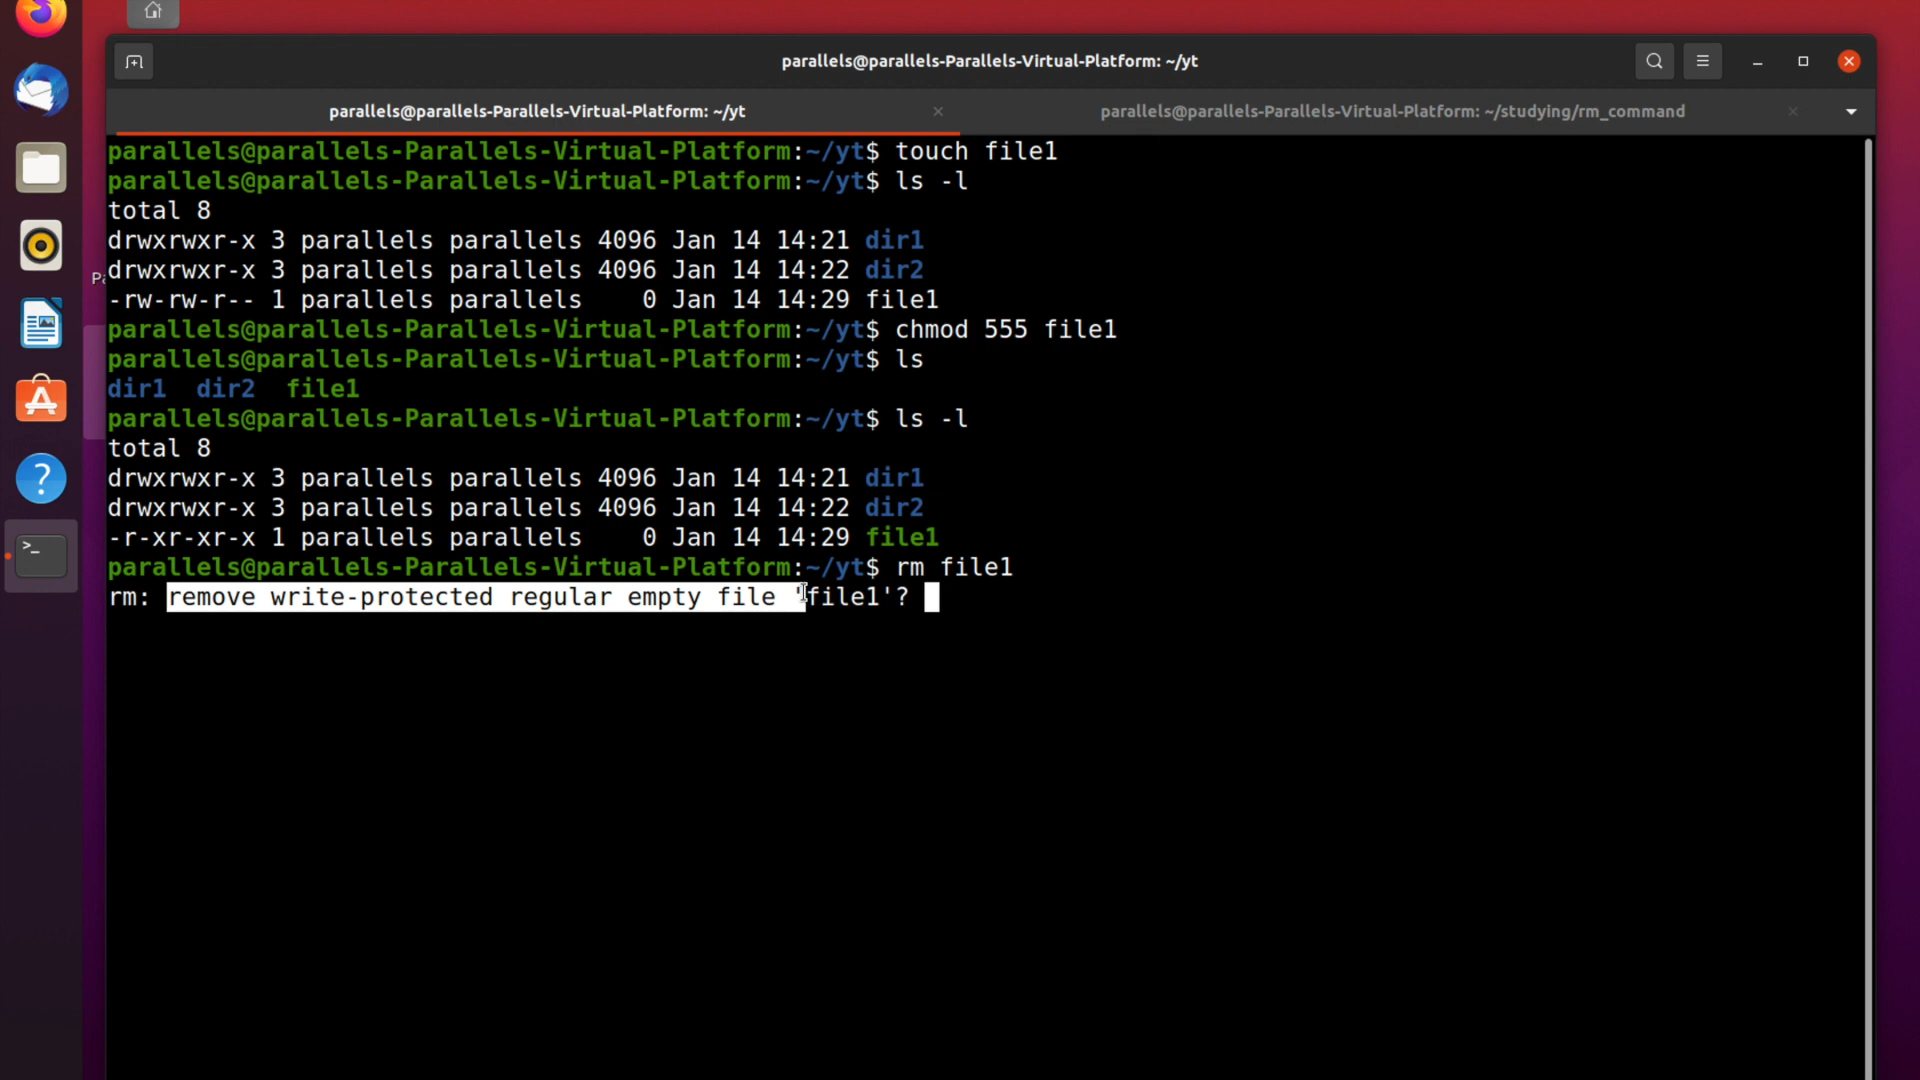 parallels@parallels-Parallels-Virtual-Platform: ~/yt
parallels@parallels-Parallels-Virtual-Platform: ~/yt
parallels@parallels-Parallels-Virtual-Platform: ~/studying/rm_command
parallels@parallels-Parallels-Virtual-Platform:~/yt$ touch file1
parallels@parallels-Parallels-Virtual-Platform:~/yt$ ls -l
total 8
drwxrwxr-x 3 parallels parallels 4096 Jan 14 14:21 dir1
drwxrwxr-x 3 parallels parallels 4096 Jan 14 14:22 dir2
-rw-rw-r-- 1 parallels parallels    0 Jan 14 14:29 file1
parallels@parallels-Parallels-Virtual-Platform:~/yt$ chmod 555 file1
parallels@parallels-Parallels-Virtual-Platform:~/yt$ ls
dir1  dir2  file1
parallels@parallels-Parallels-Virtual-Platform:~/yt$ ls -l
total 8
drwxrwxr-x 3 parallels parallels 4096 Jan 14 14:21 dir1
drwxrwxr-x 3 parallels parallels 4096 Jan 14 14:22 dir2
-r-xr-xr-x 1 parallels parallels    0 Jan 14 14:29 file1
parallels@parallels-Parallels-Virtual-Platform:~/yt$ rm file1
rm: remove write-protected regular empty file 'file1'?